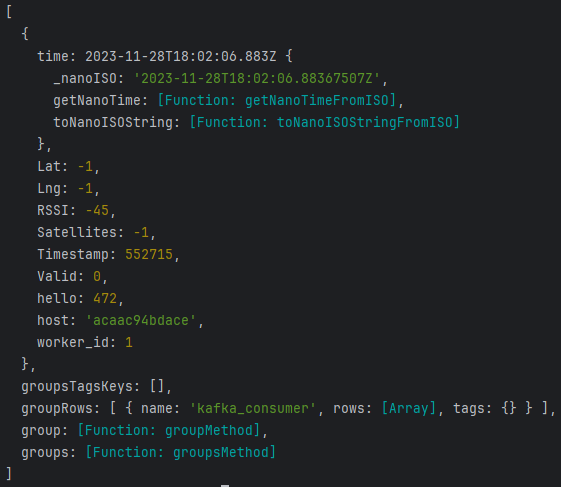 [
  {
    time: 2023-11-28T18:02:06.883Z {
      _nanoISO: '2023-11-28T18:02:06.88367507Z',
      getNanoTime: [Function: getNanoTimeFromISO],
      toNanoISOString: [Function: toNanoISOStringFromISO]
    },
    Lat: -1,
    Lng: -1,
    RSSI: -45,
    Satellites: -1,
    Timestamp: 552715,
    Valid: 0,
    hello: 472,
    host: 'acaac94bdace',
    worker_id: 1
  },
  groupsTagsKeys: [],
  groupRows: [ { name: 'kafka_consumer', rows: [Array], tags: {} } ],
  group: [Function: groupMethod],
  groups: [Function: groupsMethod]
]